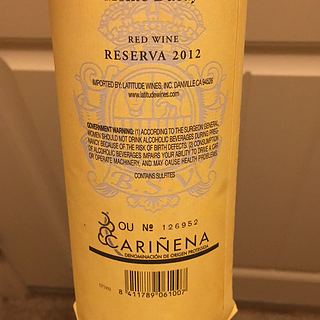 RED WINE
RESERVA 2012
IMPORTED BY: LATITUDE WINES, INC. DANVILLE, CA 94526
www.latitudewines.com
GOVERNMENT WARNING: (1) ACCORDING TO THE SURGEON GENERAL,
WOMEN SHOULD NOT DRINK ALCOHOLIC BEVERAGES DURING PREG-
NANCY BECAUSE OF THE RISK OF BIRTH DEFECTS. (2) CONSUMPTION
OF ALCOHOLIC BEVERAGES IMPAIRS YOUR ABILITY TO DRIVE A CAR
OR OPERATE MACHINERY, AND MAY CAUSE HEALTH PROBLEMS.
CONTAINS SULFITES
B.S.V
OU Nº 126952
CARIÑENA
DENOMINACIÓN DE ORIGEN PROTEGIDA
8 411789 061007